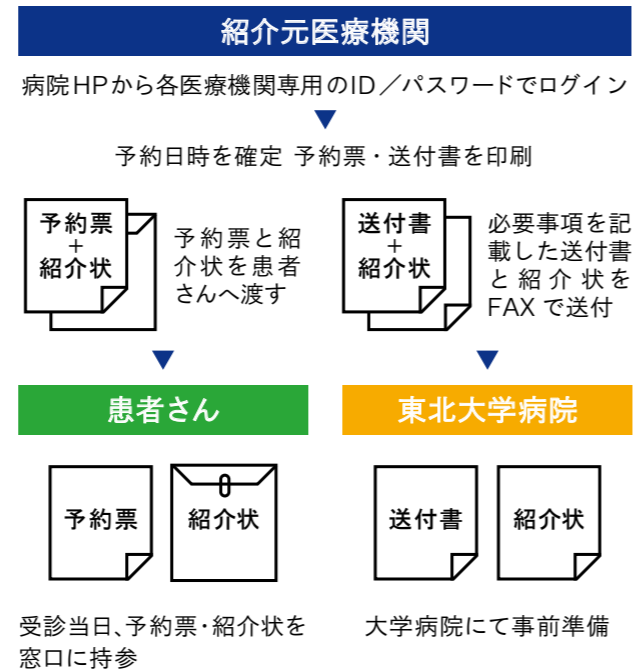 紹介元医療機関
病院HPから各医療機関専用のID／パスワードでログイン
予約日時を確定 予約票・送付書を印刷
予約票
+
紹介状
予約票と紹
介状を患者
さんへ渡す
送付書
+
紹介状
必要事項を記
載した送付書
と紹介状を
FAXで送付
患者さん
東北大学病院
予約票
紹介状
送付書
紹介状
受診当日、予約票・紹介状を
窓口に持参
大学病院にて事前準備